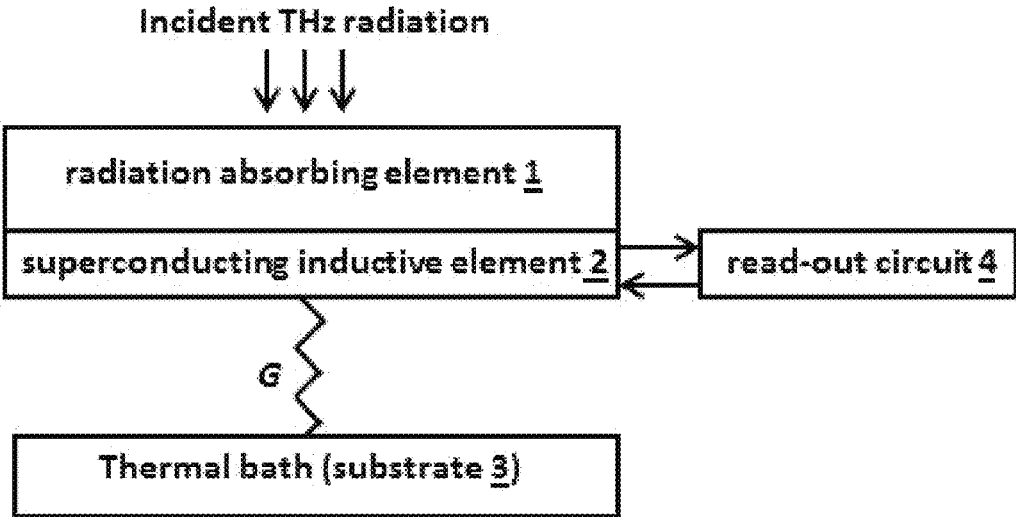 Incident THz radiation
radiation absorbing element 1
superconducting inductive element 2
read-out circuit 4
G
Thermal bath (substrate 3)